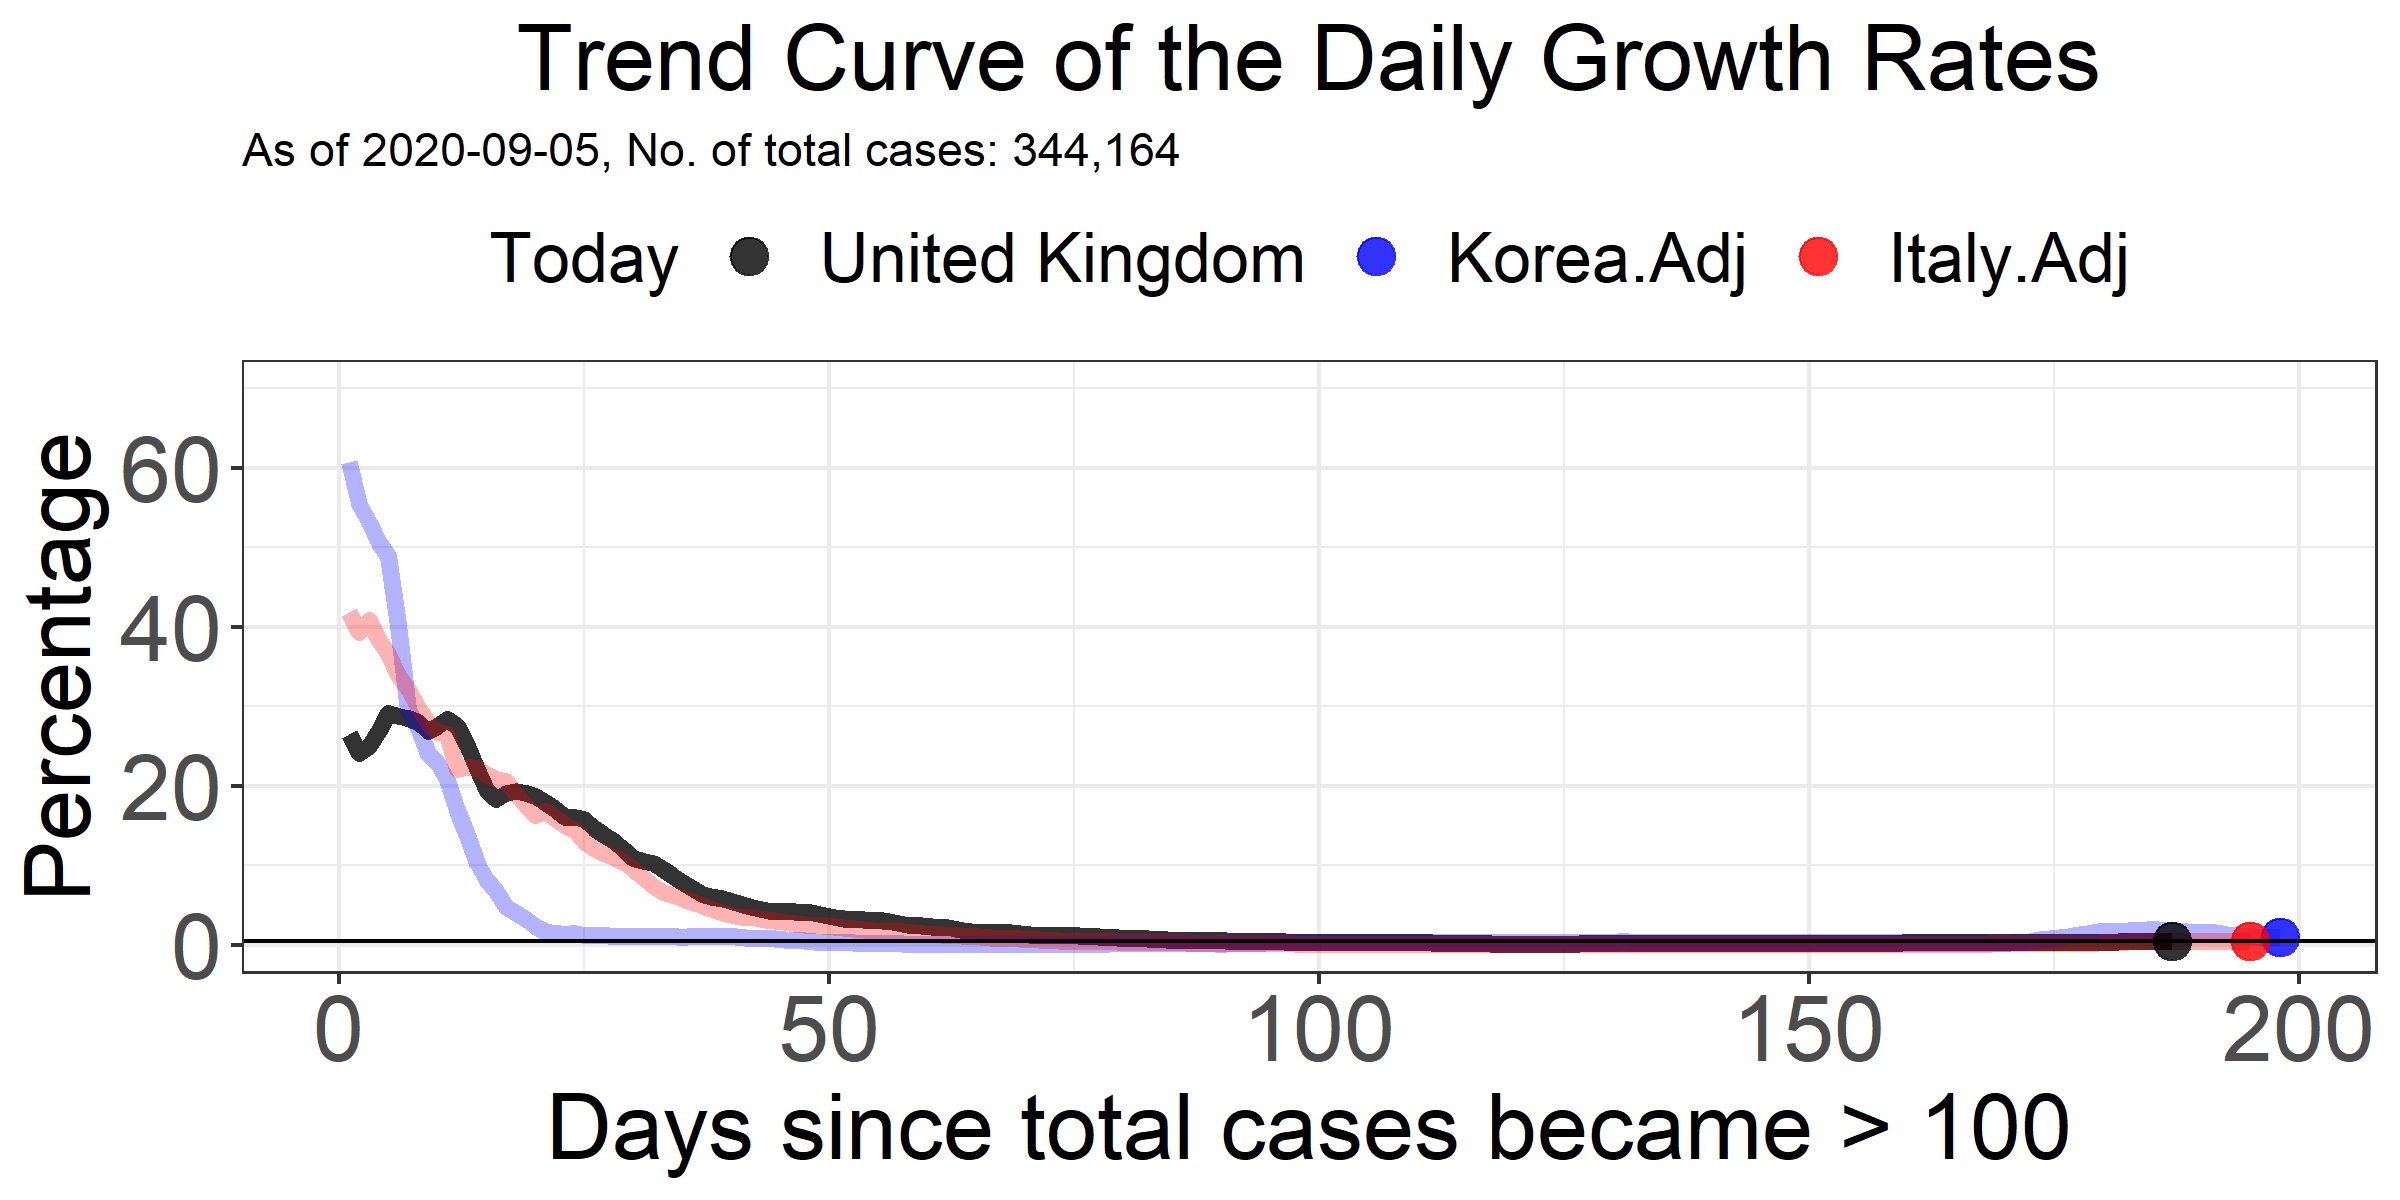 Trend Curve of the Daily Growth Rates
As of 2020-09-05, No. of total cases: 344,164
Today United Kingdom Korea.Adj Italy.Adj
Percentage
60
40
20
0
0 50 100 150 200
Days since total cases became > 100